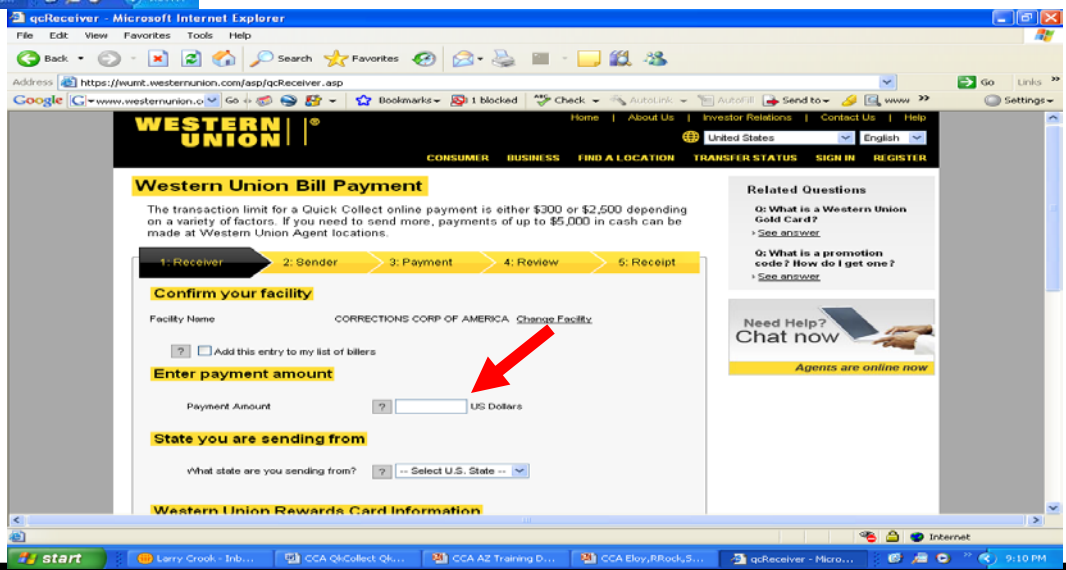 qcReceiver - Microsoft Internet Explorer
File Edit View Favorites Tools Help
Back Search Favorites
Address https://wumt.westernunion.com/asp/qcReceiver.asp Go Links »
Google G www.westernunion.c Go Bookmarks 1 blocked Check AutoLink AutoFill Send to www » Settings
WESTERN UNION ®
Home | About Us | Investor Relations | Contact Us | Help
United States English
CONSUMER BUSINESS FIND A LOCATION TRANSFER STATUS SIGN IN REGISTER
Western Union Bill Payment
The transaction limit for a Quick Collect online payment is either $300 or $2,500 depending
on a variety of factors. If you need to send more, payments of up to $5,000 in cash can be
made at Western Union Agent locations.
1: Receiver 2: Sender 3: Payment 4: Review 5: Receipt
Confirm your facility
Facility Name CORRECTIONS CORP OF AMERICA Change Facility
? Add this entry to my list of billers
Enter payment amount
Payment Amount ? US Dollars
State you are sending from
What state are you sending from? ? -- Select U.S. State --
Western Union Rewards Card Information
Related Questions
Q: What is a Western Union
Gold Card?
› See answer
Q: What is a promotion
code? How do I get one?
› See answer
Need Help?
Chat now
Agents are online now
Internet
start Larry Crook - Inb... CCA QkCollect Qk... CCA AZ Training D... CCA Eloy,RRock,S... qcReceiver - Micro... » 9:10 PM